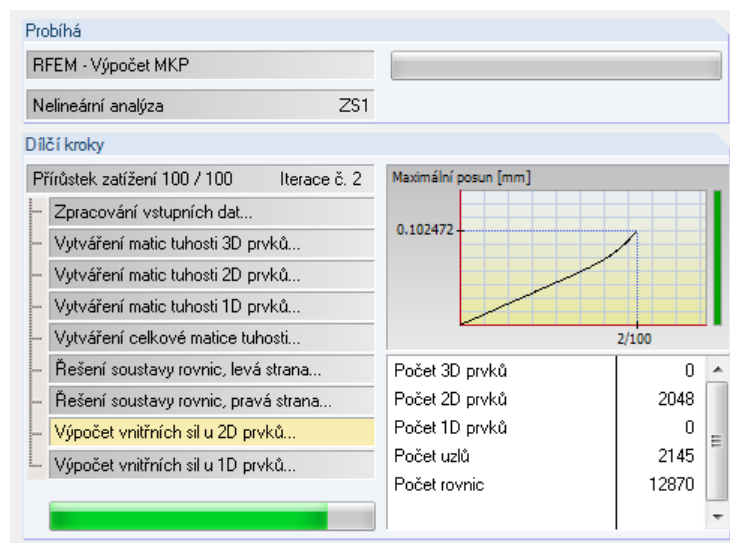 Probíhá
RFEM - Výpočet MKP
Nelineární analýza ZS1
Dílčí kroky
Přírůstek zatížení 100 / 100 Iterace č. 2
Zpracování vstupních dat...
Vytváření matic tuhosti 3D prvků...
Vytváření matic tuhosti 2D prvků...
Vytváření matic tuhosti 1D prvků...
Vytváření celkové matice tuhosti...
Řešení soustavy rovnic, levá strana...
Řešení soustavy rovnic, pravá strana...
Výpočet vnitřních sil u 2D prvků...
Výpočet vnitřních sil u 1D prvků...
Maximální posun [mm]
0.102472
2/100
Počet 3D prvků 0
Počet 2D prvků 2048
Počet 1D prvků 0
Počet uzlů 2145
Počet rovnic 12870